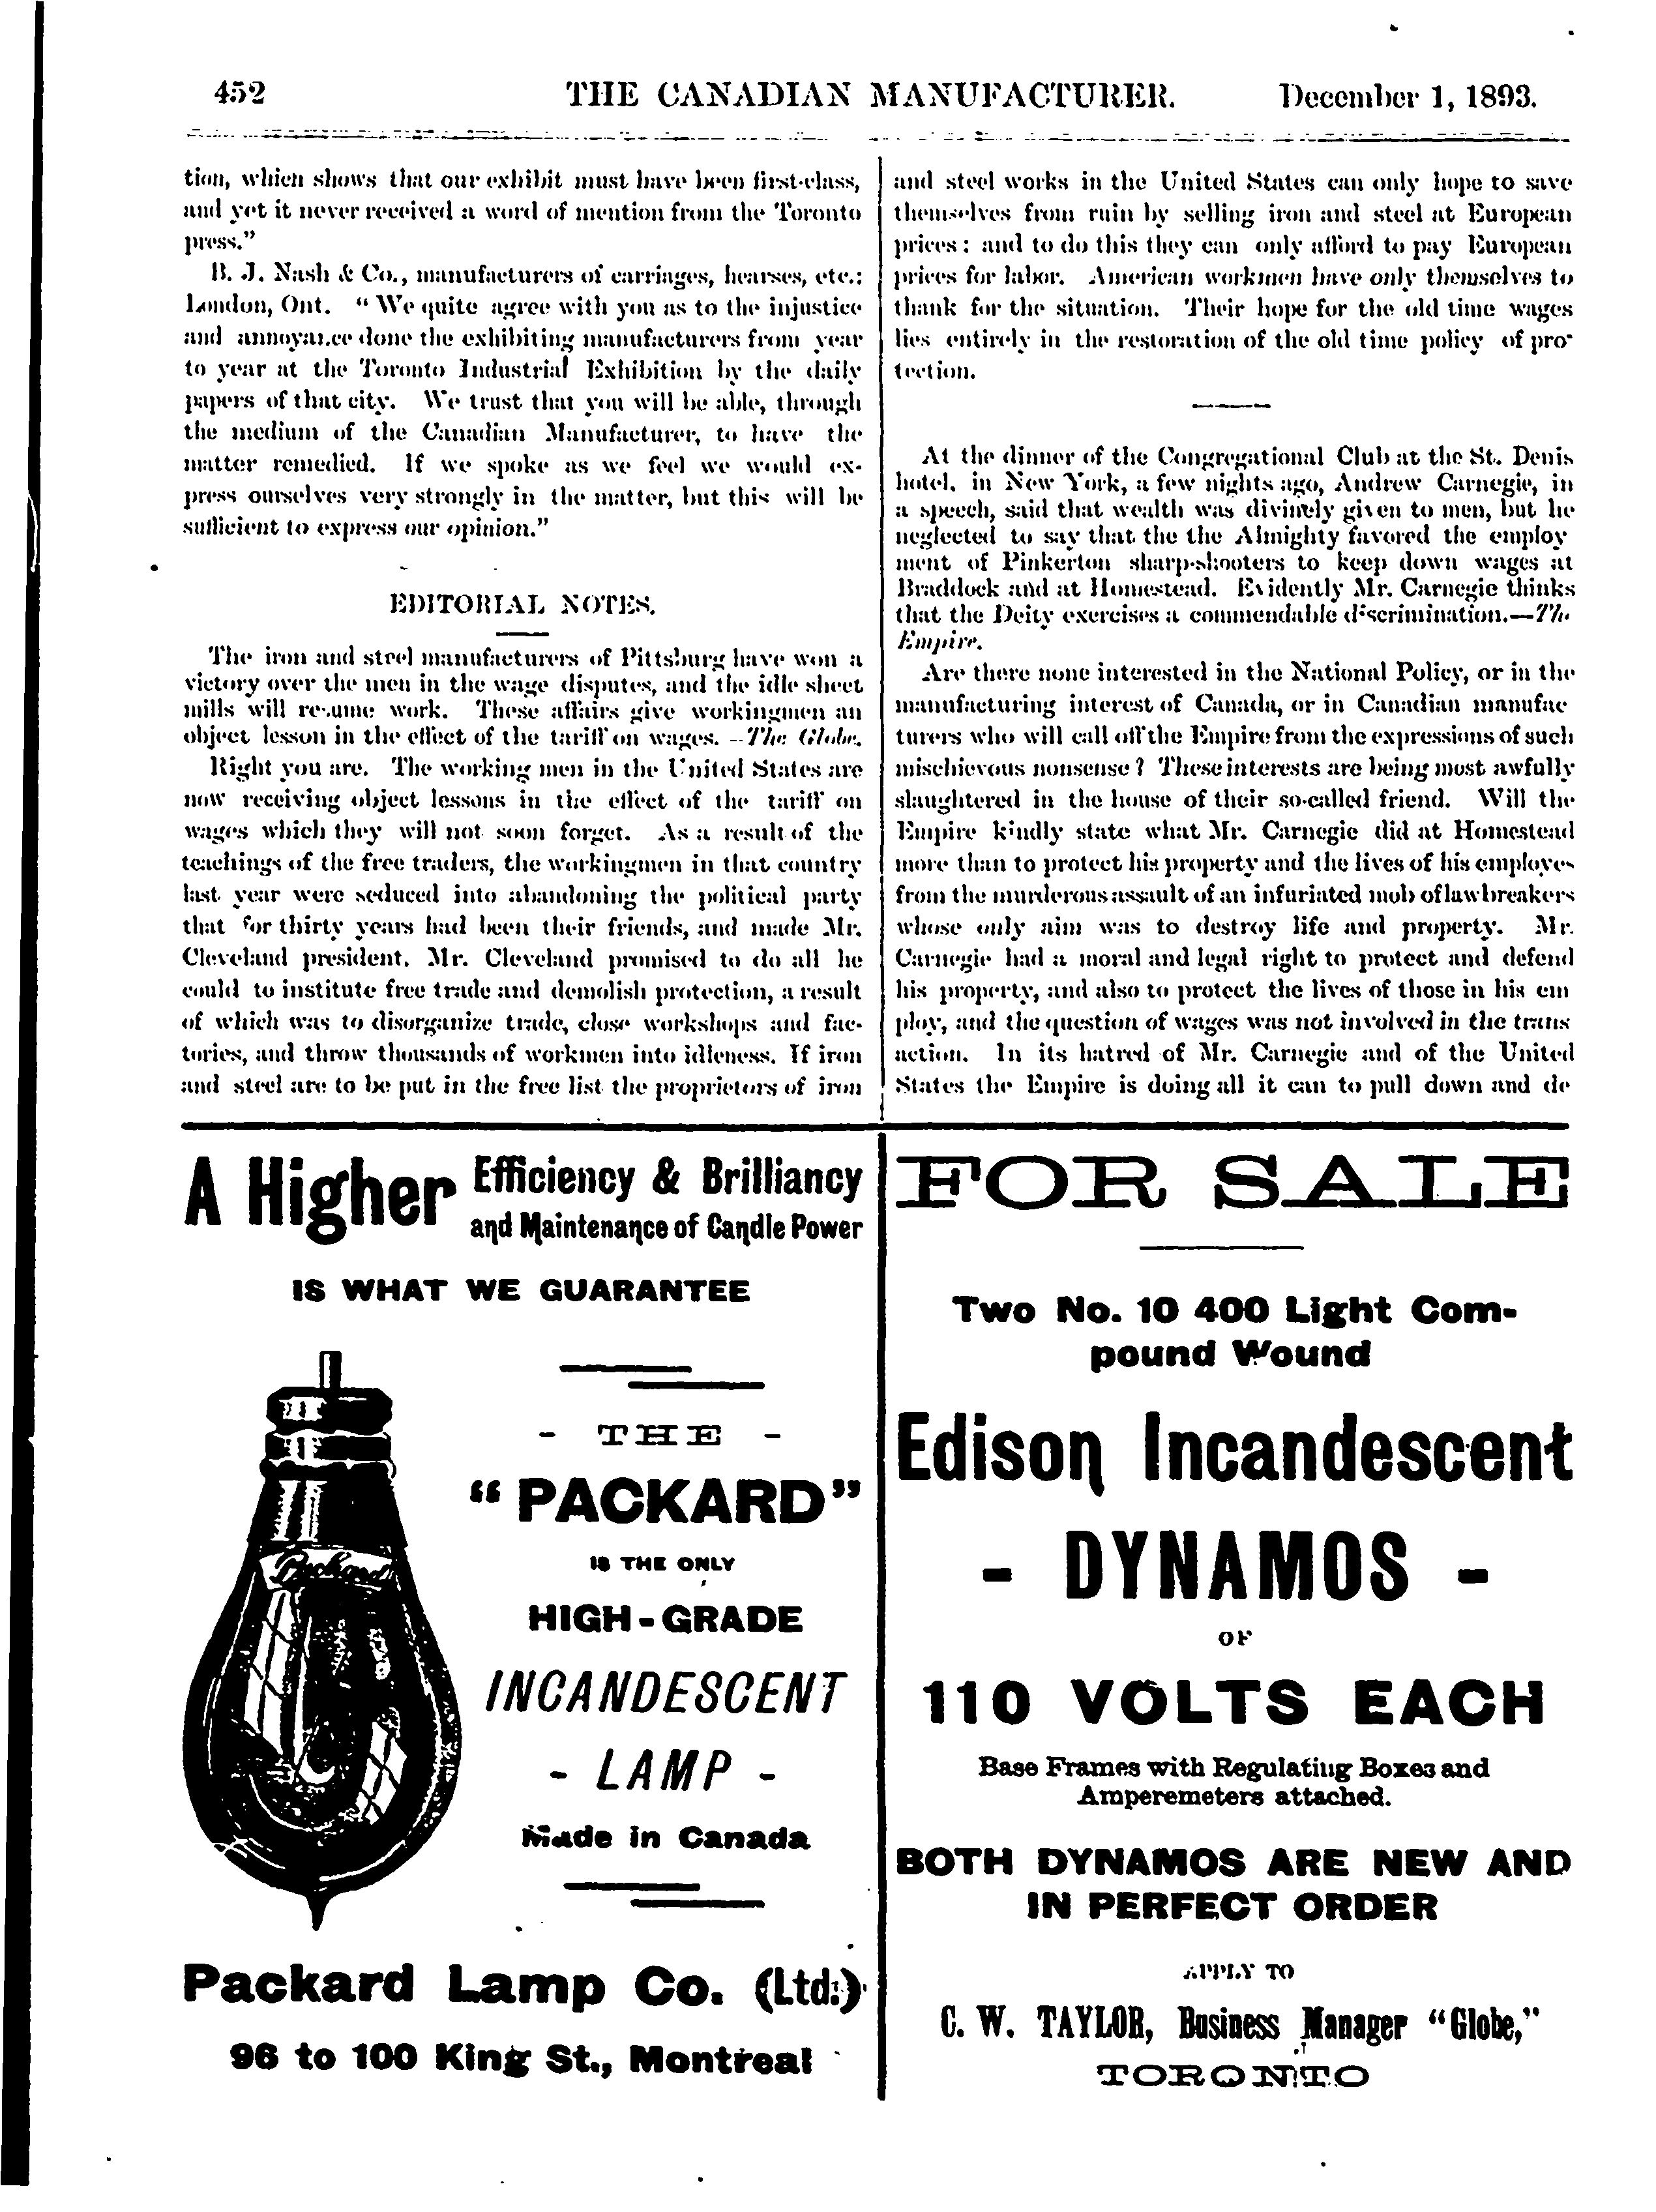 452 THE CANADIAN MANUFACTURER. December 1, 1893.
tion, which shows that our exhibit must have been first-class,
and yet it never received a word of mention from the Toronto
press."
B. J. Nash & Co., manufacturers of carriages, hearses, etc.;
London, Ont. "We quite agree with you as to the injustice
and annoyance done the exhibiting manufacturers from year
to year at the Toronto Industrial Exhibition by the daily
papers of that city. We trust that you will be able, through
the medium of the Canadian Manufacturer, to have the
matter remedied. If we spoke as we feel we would ex-
press ourselves very strongly in the matter, but this will be
sufficient to express our opinion."
EDITORIAL NOTES.
The iron and steel manufacturers of Pittsburg have won a
victory over the men in the wage disputes, and the idle sheet
mills will resume work. These affairs give workingmen an
object lesson in the effect of the tariff on wages.--The Globe.
Right you are. The working men in the United States are
now receiving object lessons in the effect of the tariff on
wages which they will not soon forget. As a result of the
teachings of the free traders, the workingmen in that country
last year were seduced into abandoning the political party
that for thirty years had been their friends, and made Mr.
Cleveland president. Mr. Cleveland promised to do all he
could to institute free trade and demolish protection, a result
of which was to disorganize trade, close workshops and fac-
tories, and throw thousands of workmen into idleness. If iron
and steel are to be put in the free list the proprietors of iron
and steel works in the United States can only hope to save
themselves from ruin by selling iron and steel at European
prices: and to do this they can only afford to pay European
prices for labor. American workmen have only themselves to
thank for the situation. Their hope for the old time wages
lies entirely in the restoration of the old time policy of pro-
tection.
At the dinner of the Congregational Club at the St. Denis
hotel, in New York, a few nights ago, Andrew Carnegie, in
a speech, said that wealth was divinely given to men, but he
neglected to say that the the Almighty favored the employ
ment of Pinkerton sharp-shooters to keep down wages at
Braddock and at Homestead. Evidently Mr. Carnegie thinks
that the Deity exercises a commendable discrimination.—The
Empire.
Are there none interested in the National Policy, or in the
manufacturing interest of Canada, or in Canadian manufac
turers who will call off the Empire from the expressions of such
mischievous nonsense? These interests are being most awfully
slaughtered in the house of their so-called friend. Will the
Empire kindly state what Mr. Carnegie did at Homestead
more than to protect his property and the lives of his employes
from the murderous assault of an infuriated mob of lawbreakers
whose only aim was to destroy life and property. Mr.
Carnegie had a moral and legal right to protect and defend
his property, and also to protect the lives of those in his em
ploy, and the question of wages was not involved in the trans
action. In its hatred of Mr. Carnegie and of the United
States the Empire is doing all it can to pull down and de
A Higher Efficiency & Brilliancy
and Maintenance of Candle Power
IS WHAT WE GUARANTEE
- THE -
"PACKARD"
IS THE ONLY
HIGH-GRADE
INCANDESCENT
- LAMP -
Made in Canada
Packard
Packard Lamp Co. (Ltd.)
96 to 100 King St., Montreal
FOR SALE
Two No. 10 400 Light Com-
pound Wound
Edison Incandescent
- DYNAMOS -
OF
110 VOLTS EACH
Base Frames with Regulating Boxes and
Amperemeters attached.
BOTH DYNAMOS ARE NEW AND
IN PERFECT ORDER
APPLY TO
C. W. TAYLOR, Business Manager "Globe,"
TORONTO